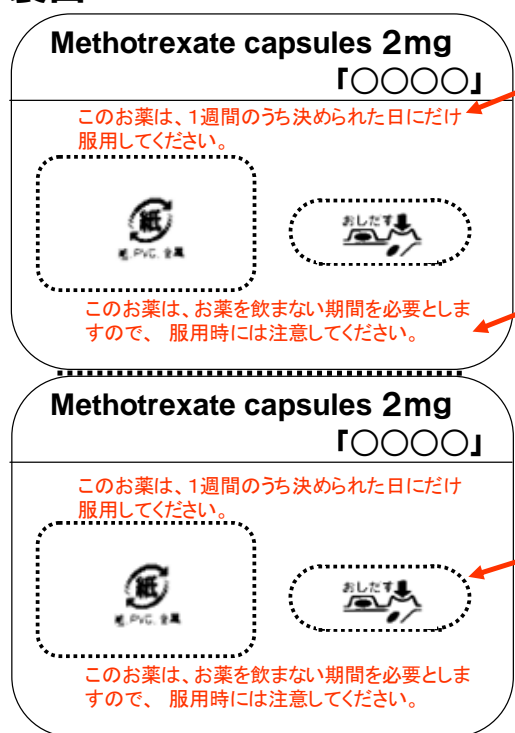 Methotrexate capsules 2mg
「○○○○」
このお薬は、1週間のうち決められた日にだけ
服用してください。
紙
紙, PVC, 金属
おしだす
このお薬は、お薬を飲まない期間を必要としま
すので、 服用時には注意してください。
Methotrexate capsules 2mg
「○○○○」
このお薬は、1週間のうち決められた日にだけ
服用してください。
紙
紙, PVC, 金属
おしだす
このお薬は、お薬を飲まない期間を必要としま
すので、 服用時には注意してください。